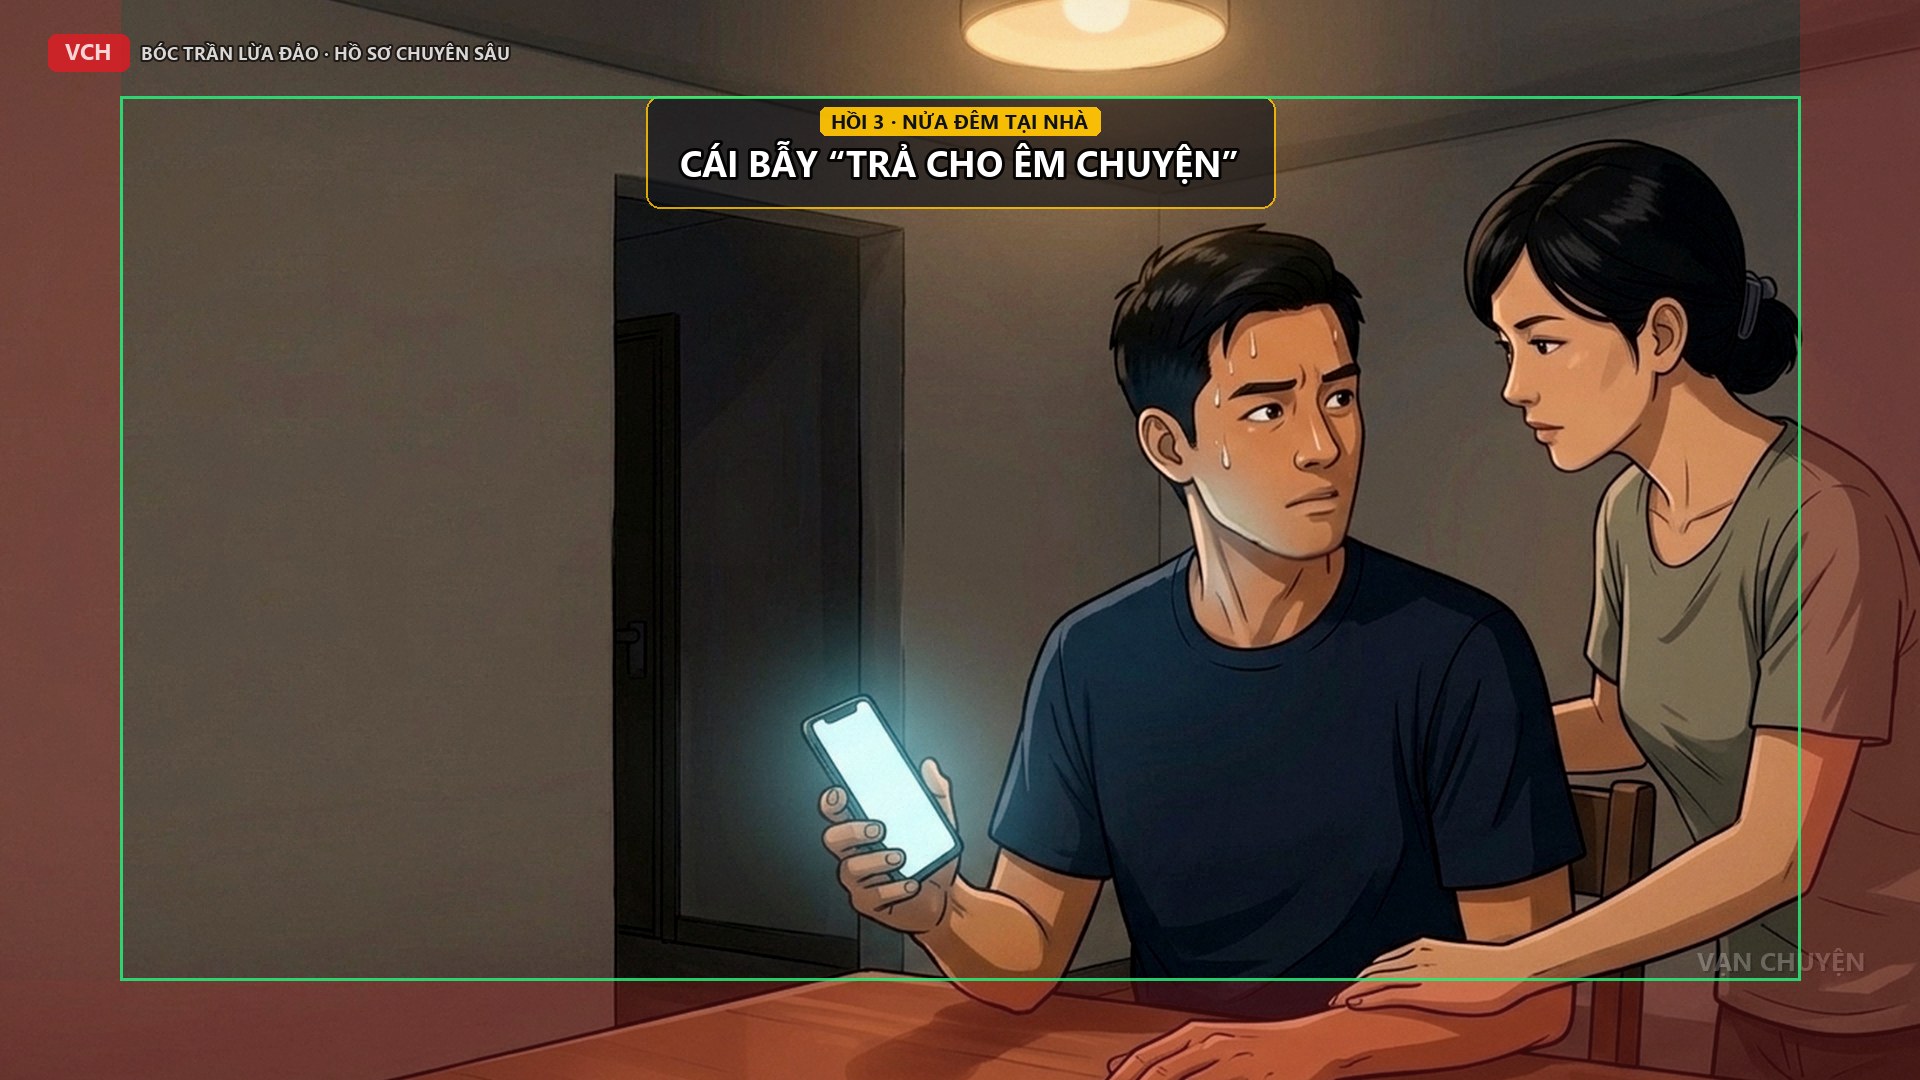 VCH
BÓC TRẦN LỪA ĐẢO · HỒ SƠ CHUYÊN SÂU
HỒI 3 · NỬA ĐÊM TẠI NHÀ
CÁI BẪY “TRẢ CHO ÊM CHUYỆN”
VẠN CHUYỆN